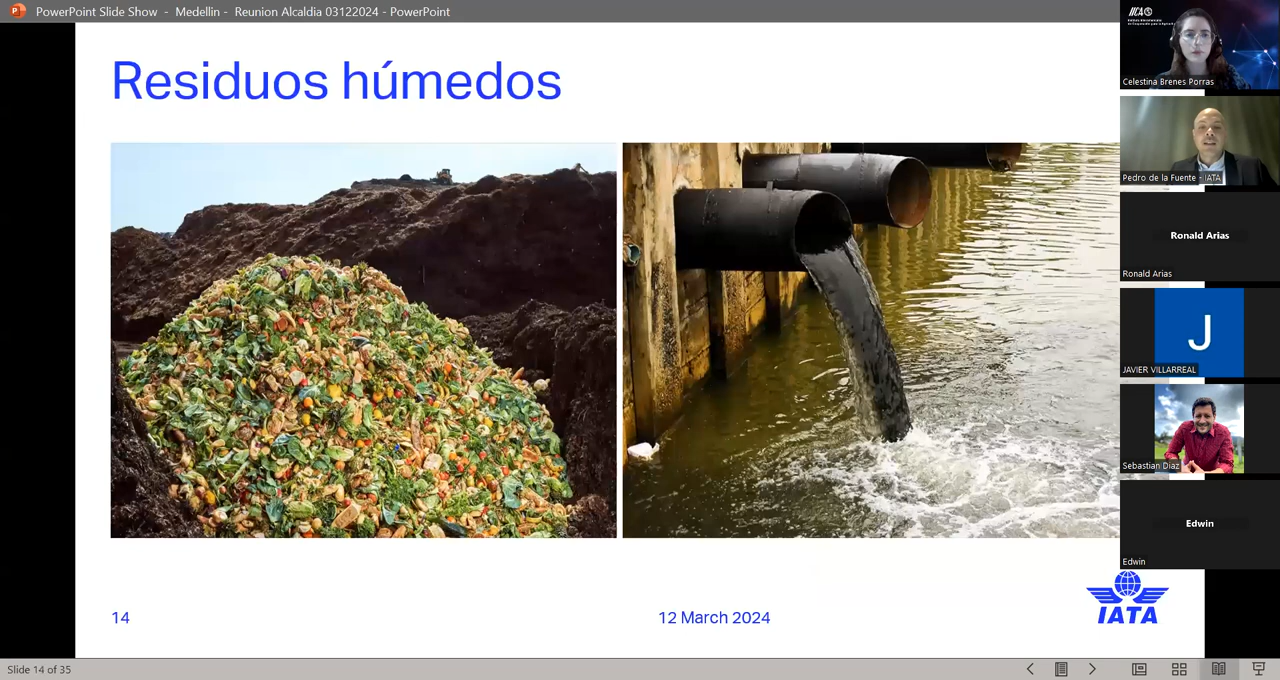 PowerPoint Slide Show - Medellin - Reunion Alcaldia 03122024 - PowerPoint
Residuos húmedos
IICA
Celestina Brenes Porras
Pedro de la Fuente - IATA
Ronald Arias
Ronald Arias
J
JAVIER VILLARREAL
Sebastian Diaz
Edwin
Edwin
14
12 March 2024
IATA
Slide 14 of 35